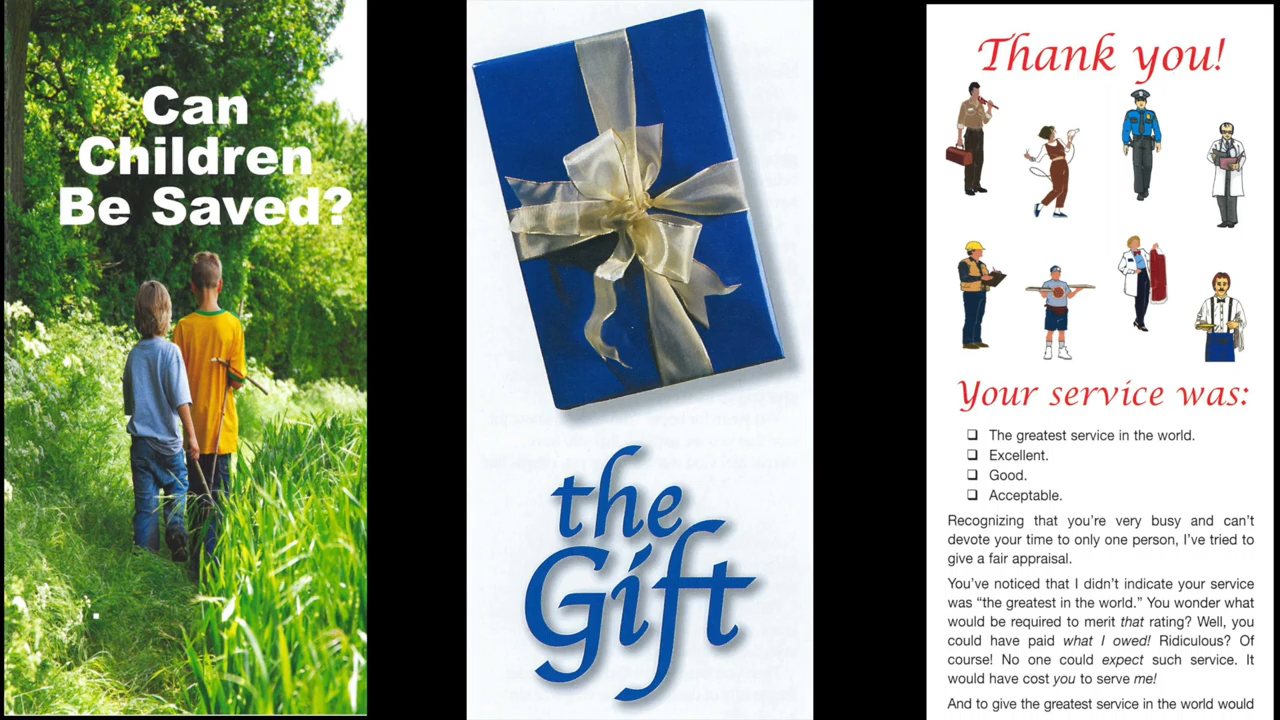 Can
Children
Be Saved?
the
Gift
Thank you!
Your service was:
❑ The greatest service in the world.
❑ Excellent.
❑ Good.
❑ Acceptable.
Recognizing that you're very busy and can't
devote your time to only one person, I've tried to
give a fair appraisal.
You've noticed that I didn't indicate your service
was “the greatest in the world.” You wonder what
would be required to merit that rating? Well, you
could have paid what I owed! Ridiculous? Of
course! No one could expect such service. It
would have cost you to serve me!
And to give the greatest service in the world would